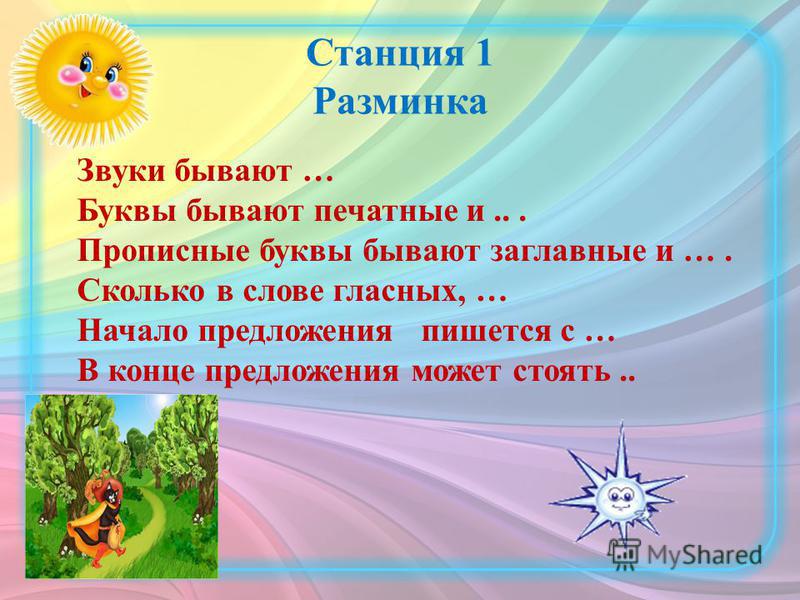 Станция 1
Разминка
Звуки бывают …
Буквы бывают печатные и .. .
Прописные буквы бывают заглавные и … .
Сколько в слове гласных, …
Начало предложения пишется с …
В конце предложения может стоять ..
MyShared